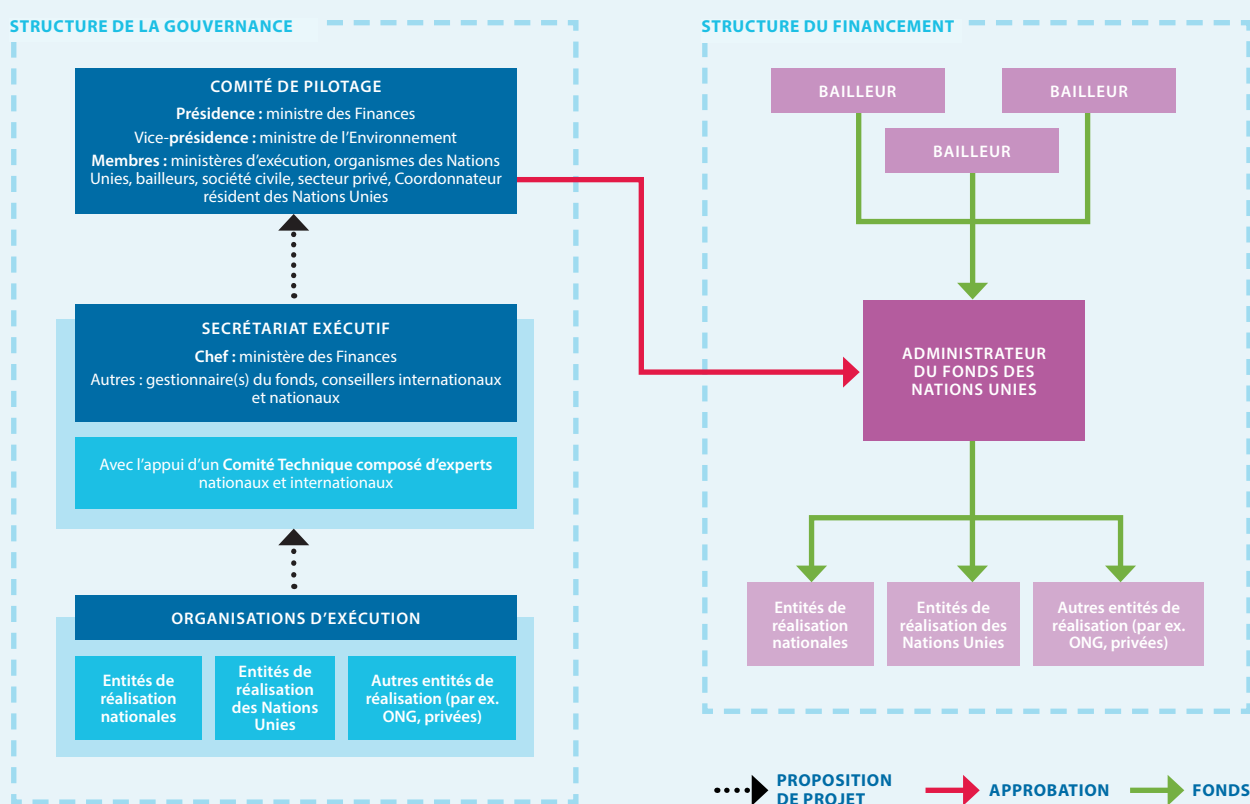 STRUCTURE DE LA GOUVERNANCE
COMITÉ DE PILOTAGE
Présidence : ministre des Finances
Vice-présidence : ministre de l'Environnement
Membres : ministères d'exécution, organismes des Nations
Unies, bailleurs, société civile, secteur privé, Coordonnateur
résident des Nations Unies
SECRÉTARIAT EXÉCUTIF
Chef : ministère des Finances
Autres : gestionnaire(s) du fonds, conseillers internationaux
et nationaux
Avec l'appui d'un Comité Technique composé d'experts
nationaux et internationaux
ORGANISATIONS D'EXÉCUTION
Entités de
réalisation
nationales
Entités de
réalisation
des Nations
Unies
Autres entités de
réalisation (par ex.
ONG, privées)
STRUCTURE DU FINANCEMENT
BAILLEUR
BAILLEUR
BAILLEUR
ADMINISTRATEUR
DU FONDS DES
NATIONS UNIES
Entités de
réalisation
nationales
Entités de
réalisation des
Nations Unies
Autres entités de
réalisation (par ex.
ONG, privées)
PROPOSITION
DE PROJET
APPROBATION
FONDS